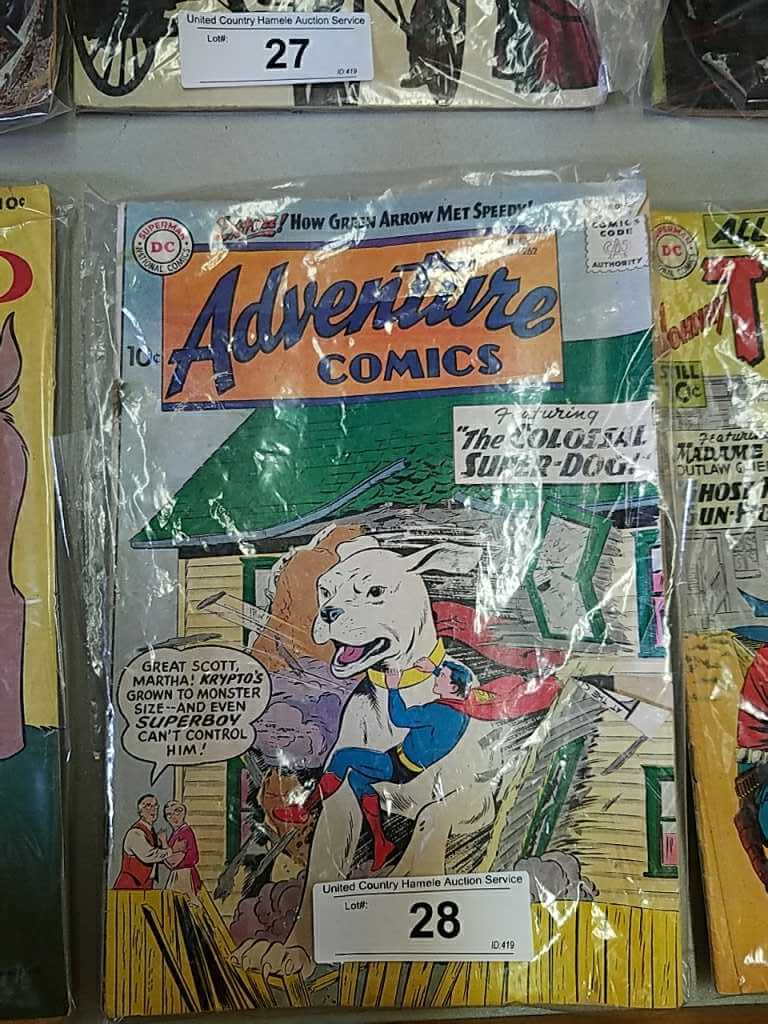 United Country Hamele Auction Service
Lot#:
27
ID:419
10¢
SUPERMAN
DC
NATIONAL COMICS
HOW GREEN ARROW MET SPEEDY!
262
COMICS
CODE
AUTHORITY
Adventure
COMICS
10¢
Featuring
"The COLOSSAL
SUPER-DOG!"
GREAT SCOTT,
MARTHA! KRYPTO'S
GROWN TO MONSTER
SIZE--AND EVEN
SUPERBOY
CAN'T CONTROL
HIM!
United Country Hamele Auction Service
Lot#:
28
ID:419
SUPERMAN
DC
NATIONAL COMICS
ALL
JOHNNY
T
STILL
10¢
MADAME
OUTLAW